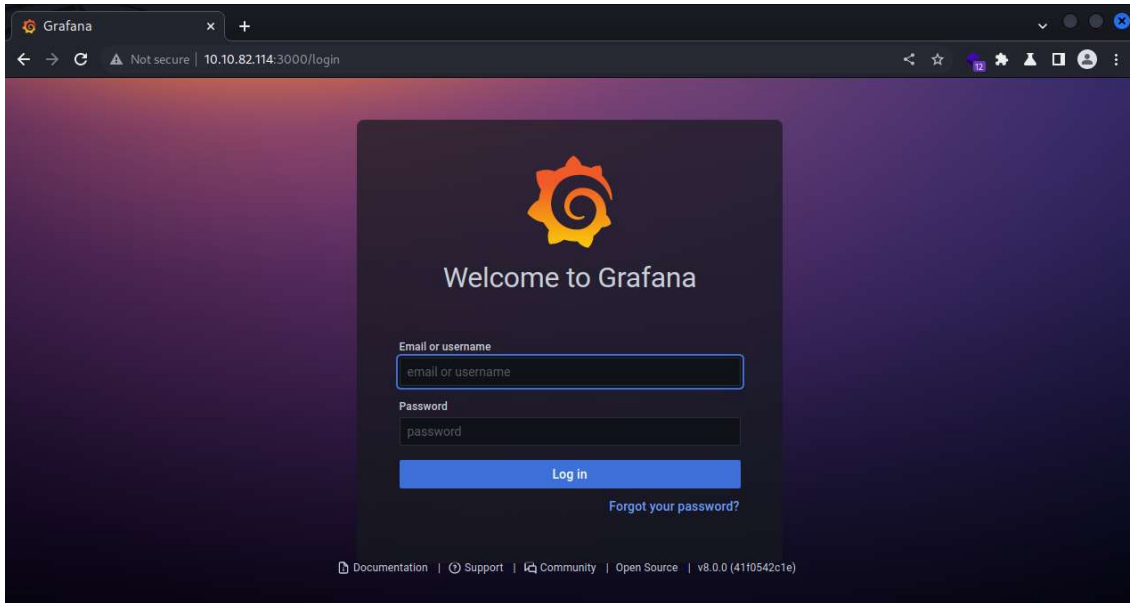 Grafana
Not secure | 10.10.82.114:3000/login
12
Welcome to Grafana
Email or username
email or username
Password
password
Log in
Forgot your password?
Documentation | Support | Community | Open Source | v8.0.0 (41f0542c1e)